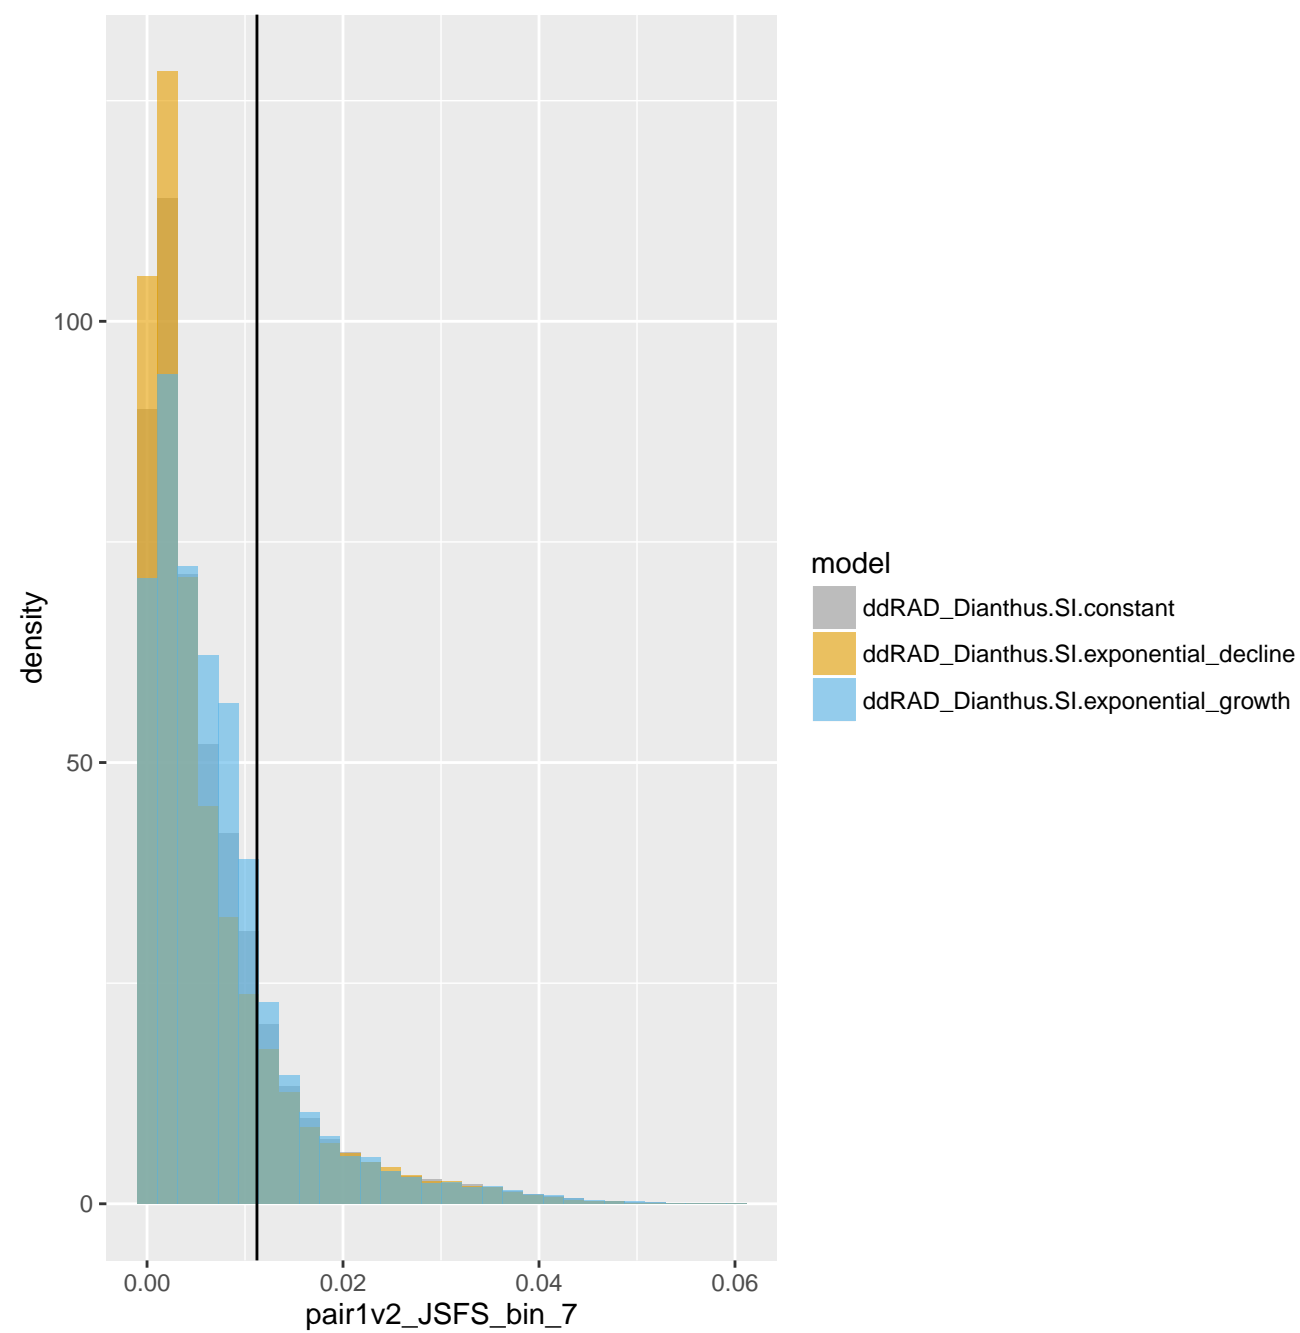 100
50
0
density
0.00 0.02 0.04 0.06
pair1v2_JSFS_bin_7
model
ddRAD_Dianthus.SI.constant
ddRAD_Dianthus.SI.exponential_decline
ddRAD_Dianthus.SI.exponential_growth